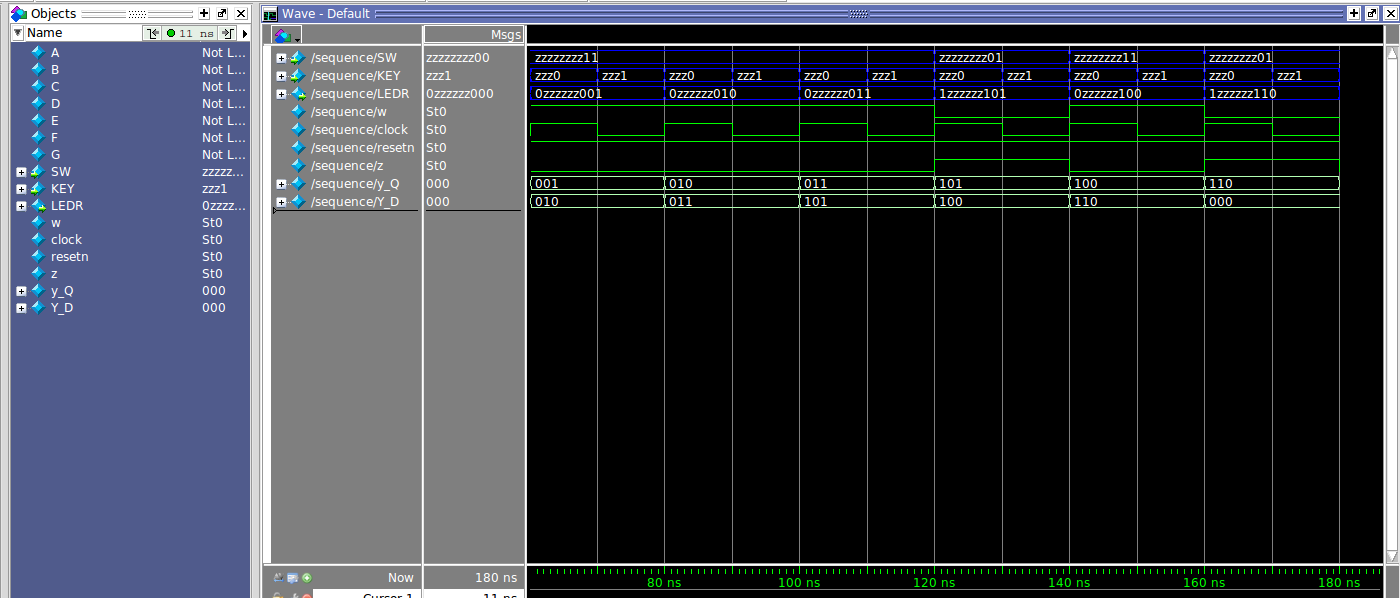 Objects
Name 11 ns
A Not L...
B Not L...
C Not L...
D Not L...
E Not L...
F Not L...
G Not L...
SW zzzzz...
KEY zzz1
LEDR 0zzzz...
w St0
clock St0
resetn St0
z St0
y_Q 000
Y_D 000
Wave - Default
Msgs
/sequence/SW zzzzzzzz00 zzzzzzzz11 zzzzzzzz01 zzzzzzzz11 zzzzzzzz01
/sequence/KEY zzz1 zzz0 zzz1 zzz0 zzz1 zzz0 zzz1 zzz0 zzz1 zzz0 zzz1 zzz0 zzz1
/sequence/LEDR 0zzzzzz000 0zzzzzz001 0zzzzzz010 0zzzzzz011 1zzzzzz101 0zzzzzz100 1zzzzzz110
/sequence/w St0
/sequence/clock St0
/sequence/resetn St0
/sequence/z St0
/sequence/y_Q 000 001 010 011 101 100 110
/sequence/Y_D 000 010 011 101 100 110 000
Now 180 ns 80 ns 100 ns 120 ns 140 ns 160 ns 180 ns
Cursor 1 11 ns